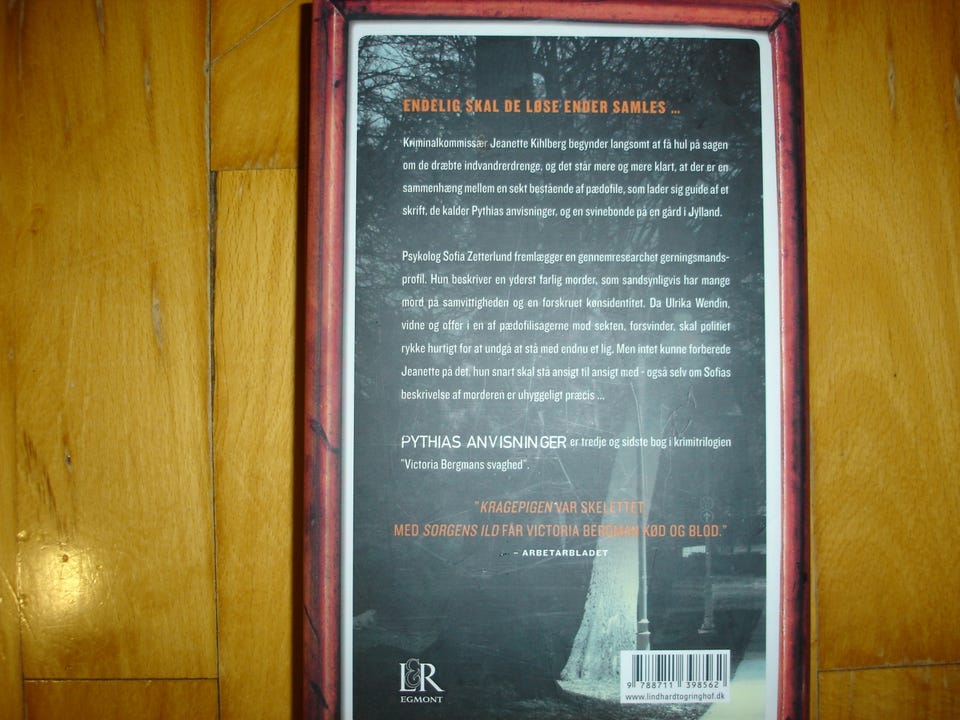 ENDELIG SKAL DE LØSE ENDER SAMLES ...
Kriminalkommissær Jeanette Kihlberg begynder langsomt at få hul på sagen
om de dræbte indvandrerdrenge, og det står mere og mere klart, at der er en
sammenhæng mellem en sekt bestående af pædofile, som lader sig guide af et
skrift, de kalder Pythias anvisninger, og en svinebonde på en gård i Jylland.
Psykolog Sofia Zetterlund fremlægger en gennemresearchet gerningsmands-
profil. Hun beskriver en yderst farlig morder, som sandsynligvis har mange
mord på samvittigheden og en forskruet kønsidentitet. Da Ulrika Wendin,
vidne og offer i en af pædofilisagerne mod sekten, forsvinder, skal politiet
rykke hurtigt for at undgå at stå med endnu et lig. Men intet kunne forberede
Jeanette på det, hun snart skal stå ansigt til ansigt med - også selv om Sofias
beskrivelse af morderen er uhyggeligt præcis ...
PYTHIAS ANVISNINGER er tredje og sidste bog i krimitrilogien
"Victoria Bergmans svaghed".
"KRAGEPIGEN VAR SKELETTET.
MED SORGENS ILD FÅR VICTORIA BERGMAN KØD OG BLOD."
– ARBETARBLADET
L&R
EGMONT
9 788711 398562
www.lindhardtogringhof.dk